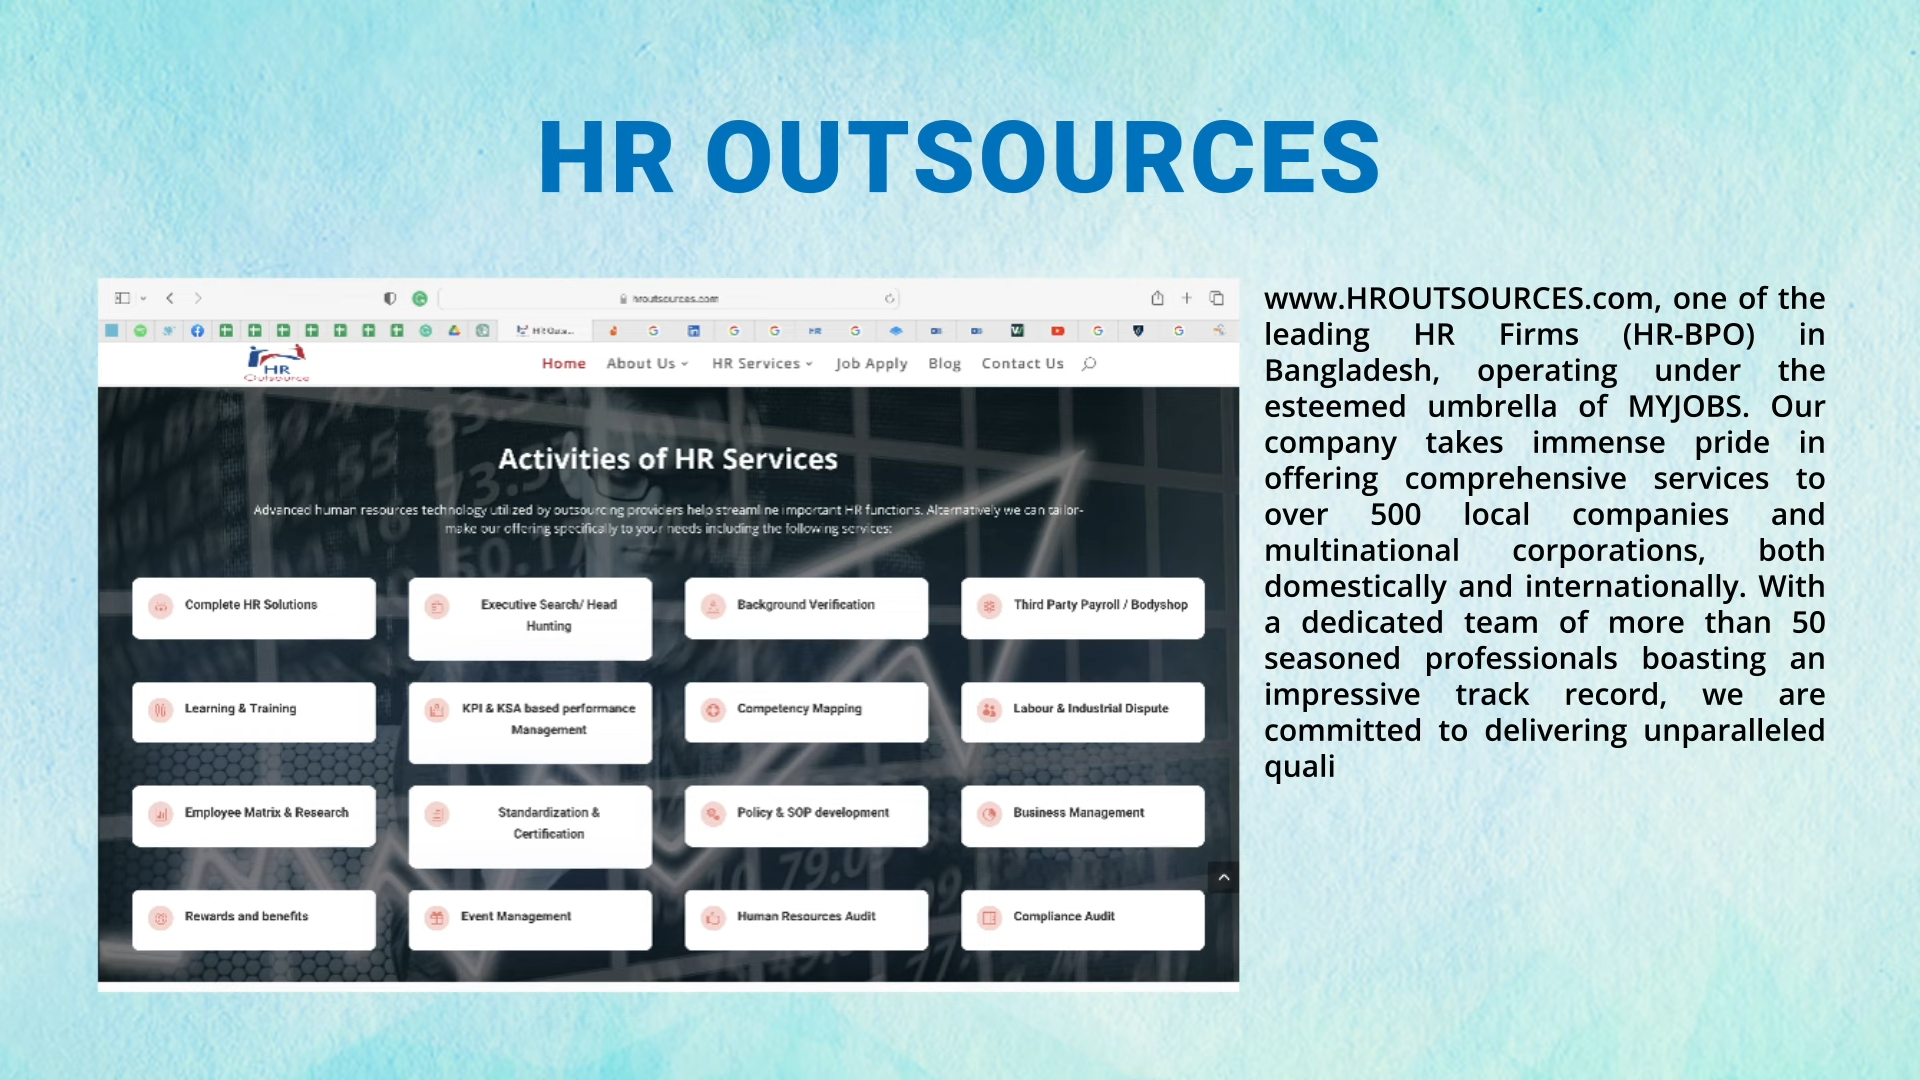 HR OUTSOURCES
hroutsources.com
HR Outs...
HR
Outsource
Home About Us HR Services Job Apply Blog Contact Us
Activities of HR Services
Advanced human resources technology utilized by outsourcing providers help streamline important HR functions. Alternatively we can tailor-
make our offering specifically to your needs including the following services:
Complete HR Solutions
Executive Search/ Head
Hunting
Background Verification
Third Party Payroll / Bodyshop
Learning & Training
KPI & KSA based performance
Management
Competency Mapping
Labour & Industrial Dispute
Employee Matrix & Research
Standardization &
Certification
Policy & SOP development
Business Management
Rewards and benefits
Event Management
Human Resources Audit
Compliance Audit
www.HROUTSOURCES.com, one of the
leading HR Firms (HR-BPO) in
Bangladesh, operating under the
esteemed umbrella of MYJOBS. Our
company takes immense pride in
offering comprehensive services to
over 500 local companies and
multinational corporations, both
domestically and internationally. With
a dedicated team of more than 50
seasoned professionals boasting an
impressive track record, we are
committed to delivering unparalleled
quali